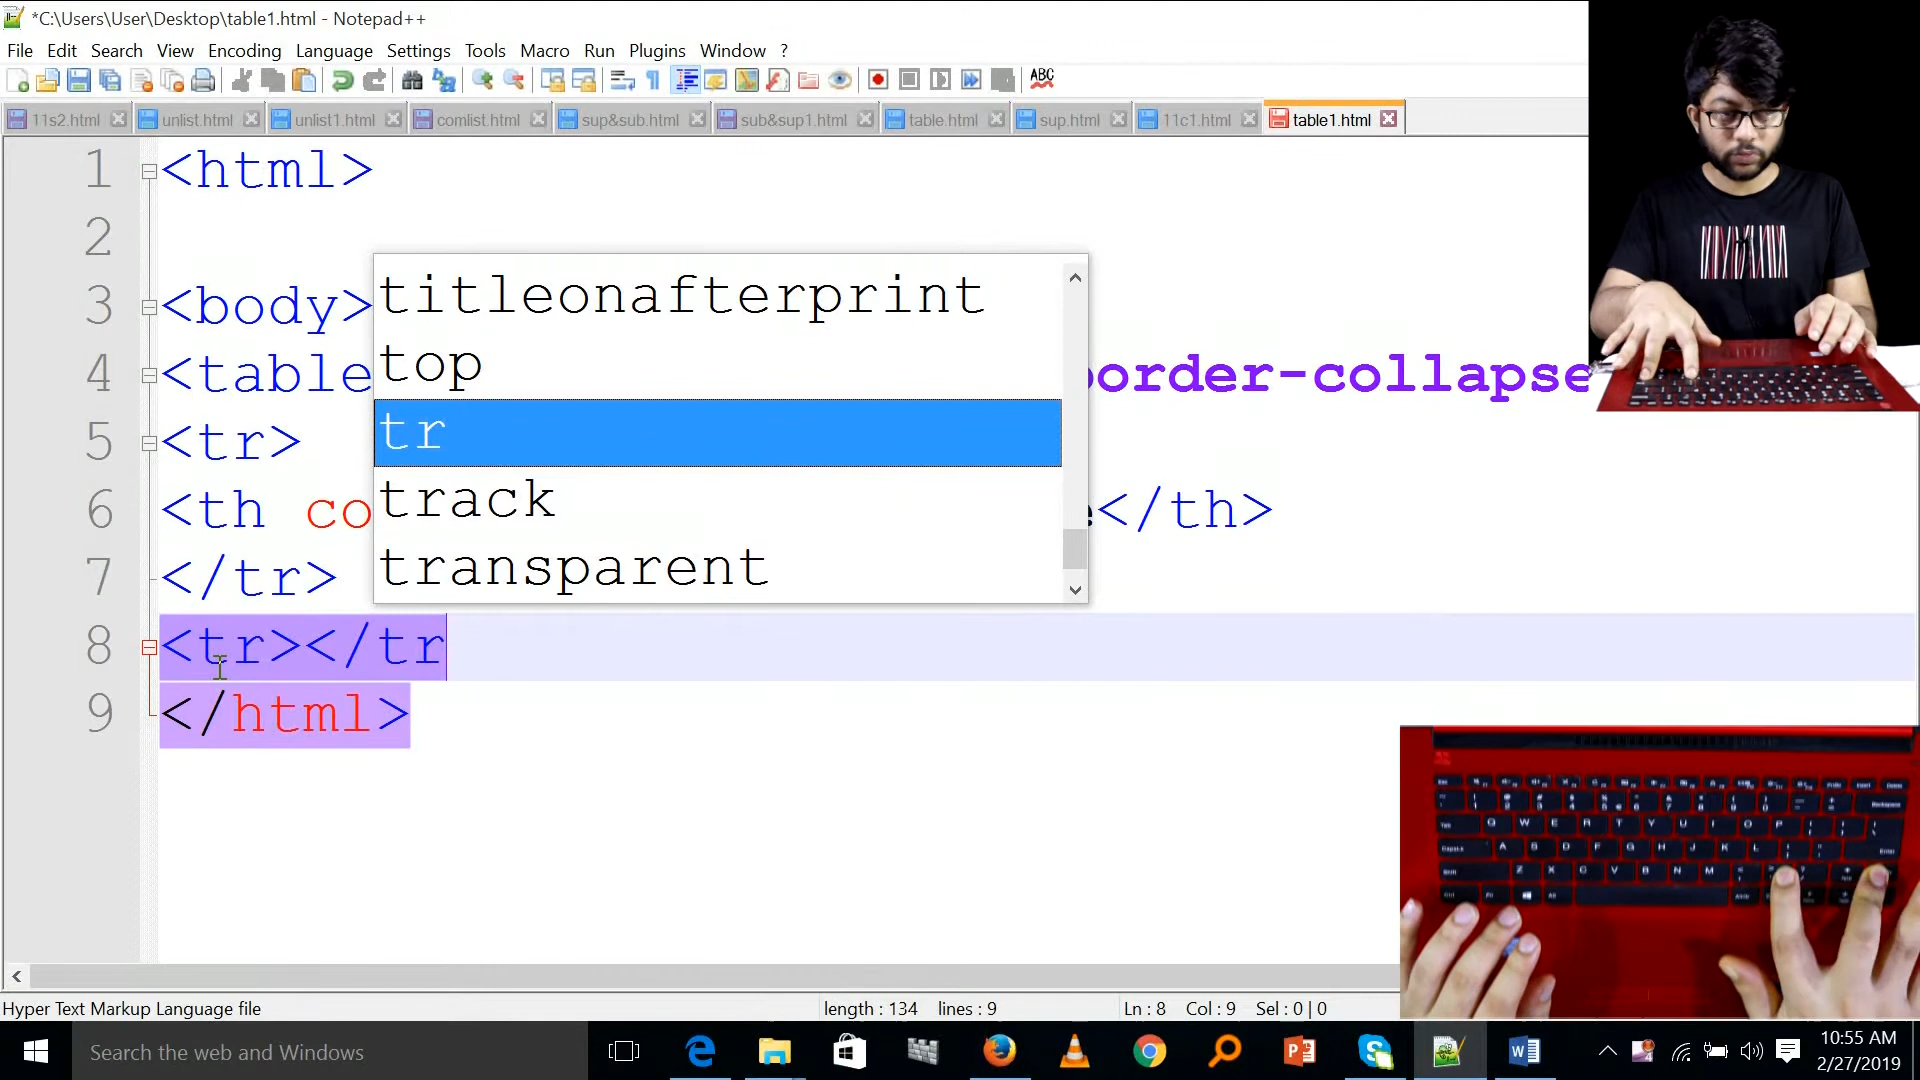 *C:\Users\User\Desktop\table1.html - Notepad++
File Edit Search View Encoding Language Settings Tools Macro Run Plugins Window ?
ABC
11s2.html unlist.html unlist1.html comlist.html sup&sub.html sub&sup1.html table.html sup.html 11c1.html table1.html
1 <html>
2
3 <body>
4 <table border-collapse
5 <tr>
6 <th co </th>
7 </tr>
8 <tr></tr
9 </html>
titleonafterprint
top
tr
track
transparent
Hyper Text Markup Language file length : 134 lines : 9 Ln : 8 Col : 9 Sel : 0 | 0
Search the web and Windows
10:55 AM
2/27/2019